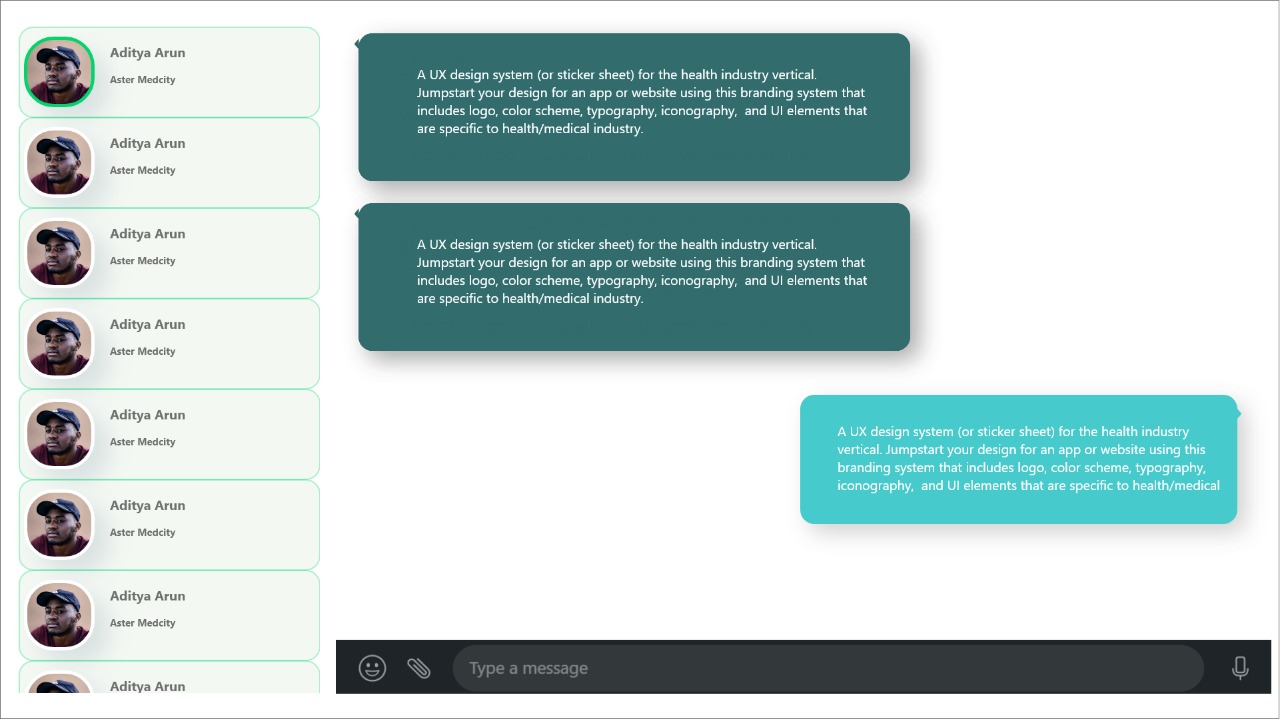 Aditya Arun
Aster Medcity
Aditya Arun
Aster Medcity
Aditya Arun
Aster Medcity
Aditya Arun
Aster Medcity
Aditya Arun
Aster Medcity
Aditya Arun
Aster Medcity
Aditya Arun
Aster Medcity
Aditya Arun
A UX design system (or sticker sheet) for the health industry vertical.
Jumpstart your design for an app or website using this branding system that
includes logo, color scheme, typography, iconography,  and UI elements that
are specific to health/medical industry.
A UX design system (or sticker sheet) for the health industry vertical.
Jumpstart your design for an app or website using this branding system that
includes logo, color scheme, typography, iconography,  and UI elements that
are specific to health/medical industry.
A UX design system (or sticker sheet) for the health industry
vertical. Jumpstart your design for an app or website using this
branding system that includes logo, color scheme, typography,
iconography,  and UI elements that are specific to health/medical
Type a message